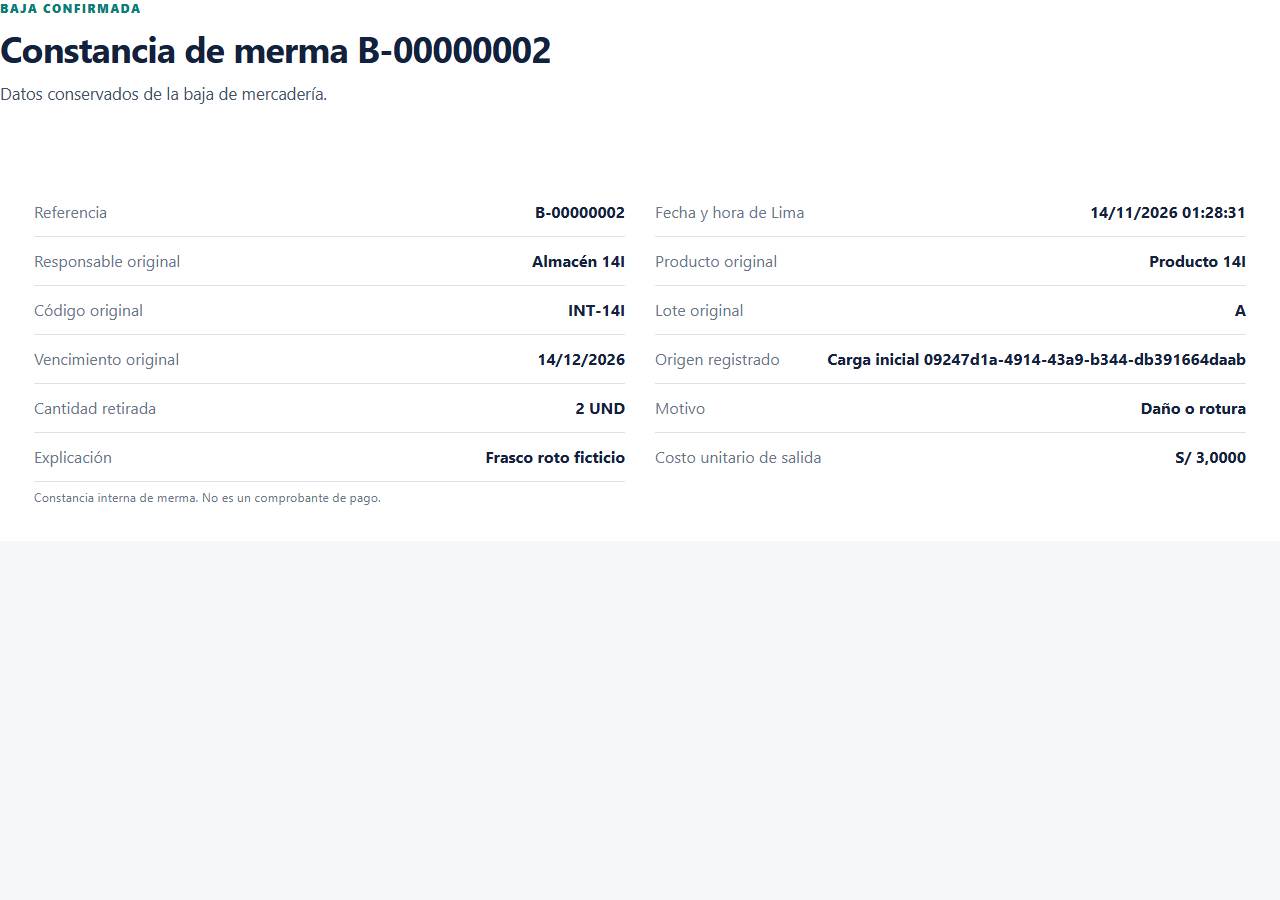 BAJA CONFIRMADA
Constancia de merma B-00000002
Datos conservados de la baja de mercadería.
Referencia B-00000002 Fecha y hora de Lima 14/11/2026 01:28:31
Responsable original Almacén 14I Producto original Producto 14I
Código original INT-14I Lote original A
Vencimiento original 14/12/2026 Origen registrado Carga inicial 09247d1a-4914-43a9-b344-db391664daab
Cantidad retirada 2 UND Motivo Daño o rotura
Explicación Frasco roto ficticio Costo unitario de salida S/ 3,0000
Constancia interna de merma. No es un comprobante de pago.